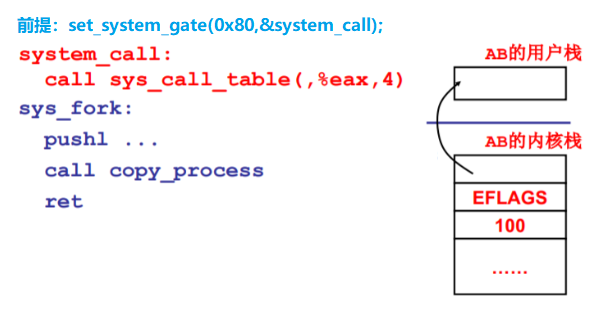 前提：set_system_gate(0x80,&system_call);
system_call:
call sys_call_table(,%eax,4)
sys_fork:
pushl ...
call copy_process
ret
AB的用户栈
AB的内核栈
EFLAGS
100
......